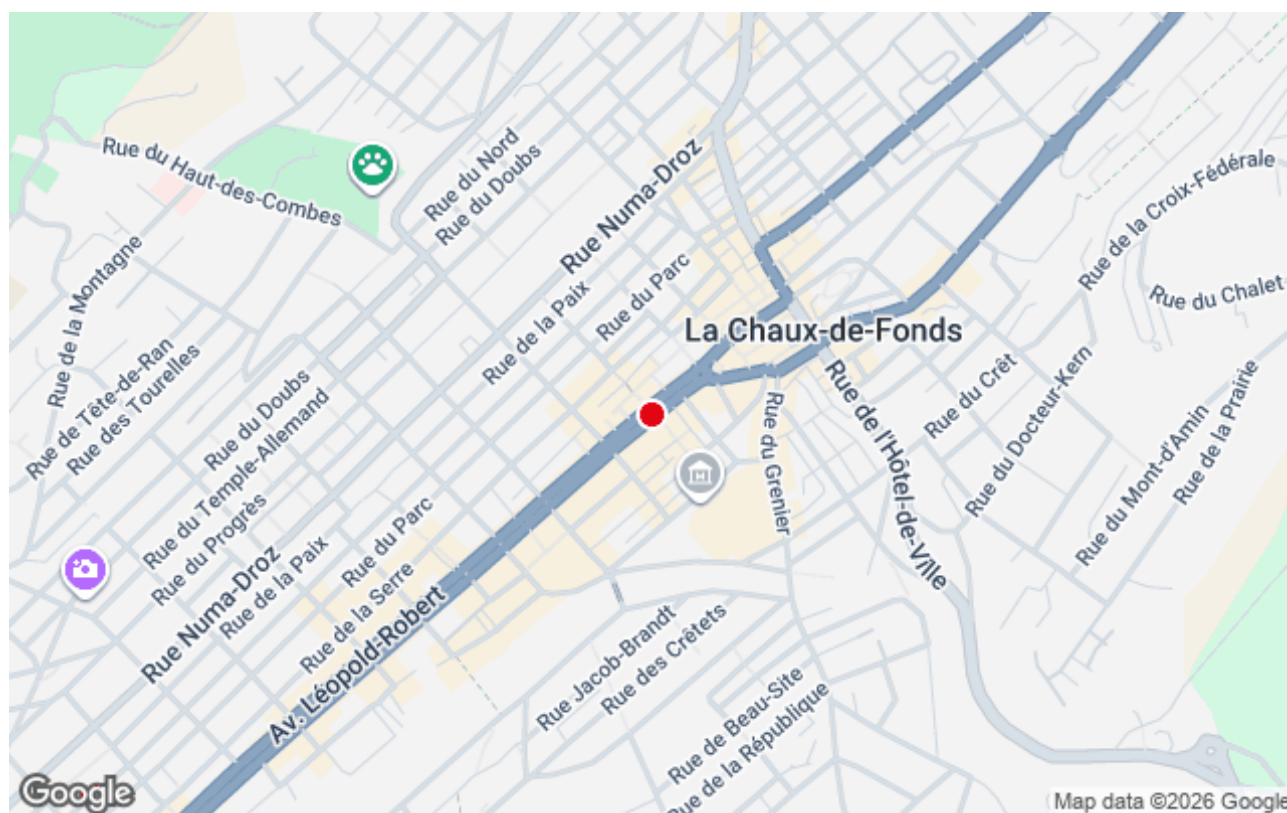 Rue du Haut-des-Combes
Rue du Nord
Rue du Doubs
Rue Numa-Droz
Rue de la Croix-Fédérale
Rue du Chalet
Rue de la Montagne
Rue du Parc
Rue de la Paix
La Chaux-de-Fonds
Rue de Tête-de-Ran
Rue des Tourelles
Rue du Doubs
Rue du Temple-Allemand
Rue du Progrès
Rue du Crêt
Rue du Docteur-Kern
Rue de l'Hôtel-de-Ville
Rue du Grenier
Rue du Mont-d'Amin
Rue de la Prairie
Rue Numa-Droz
Rue de la Paix
Rue du Parc
Rue de la Serre
Av. Léopold-Robert
Rue Jacob-Brandt
Rue des Crêtets
Rue de Beau-Site
Rue de la République
Google
Map data ©2026 Google